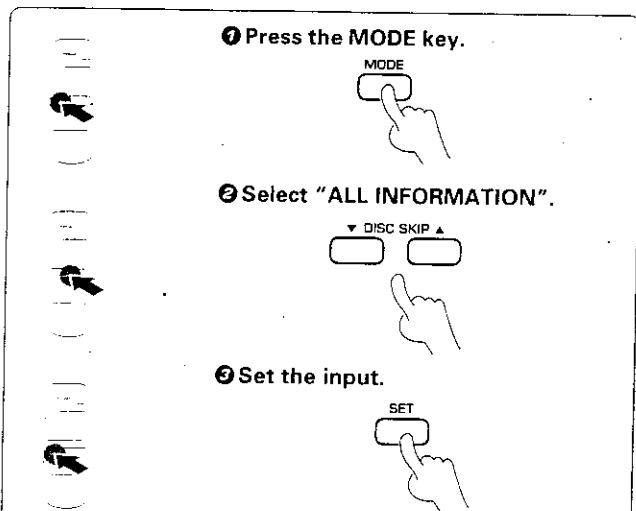 ❶ Press the MODE key.
MODE
❷ Select "ALL INFORMATION".
▼ DISC SKIP ▲
❸ Set the input.
SET